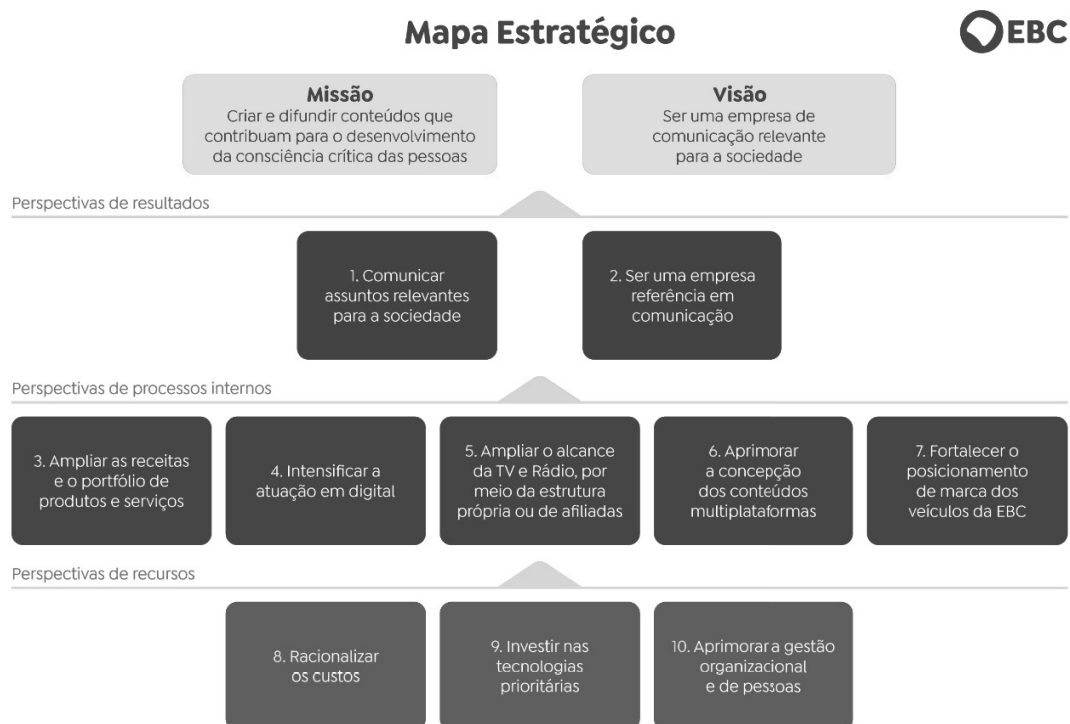 Mapa Estratégico
EBC
Missão
Criar e difundir conteúdos que
contribuam para o desenvolvimento
da consciência crítica das pessoas
Visão
Ser uma empresa de
comunicação relevante
para a sociedade
Perspectivas de resultados
1. Comunicar
assuntos relevantes
para a sociedade
2. Ser uma empresa
referência em
comunicação
Perspectivas de processos internos
3. Ampliar as receitas
e o portfólio de
produtos e serviços
4. Intensificar a
atuação em digital
5. Ampliar o alcance
da TV e Rádio, por
meio da estrutura
própria ou de afiliadas
6. Aprimorar
a concepção
dos conteúdos
multiplataformas
7. Fortalecer o
posicionamento
de marca dos
veículos da EBC
Perspectivas de recursos
8. Racionalizar
os custos
9. Investir nas
tecnologias
prioritárias
10. Aprimorar a gestão
organizacional
e de pessoas